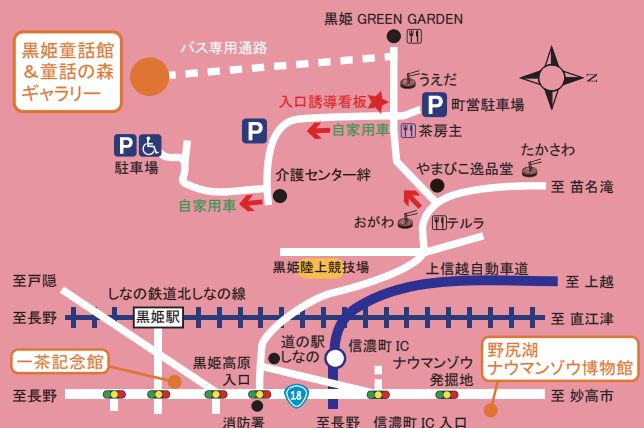 黒姫 GREEN GARDEN
黒姫童話館
&童話の森
ギャラリー
バス専用通路
うえだ
N
入口誘導看板
P
町営駐車場
P
自家用車
茶房主
P
駐車場
たかさわ
やまびこ逸品堂
介護センター絆
至 苗名滝
自家用車
おがわ
テルラ
黒姫陸上競技場
上信越自動車道
至戸隠
しなの鉄道北しなの線
至 上越
至長野
黒姫駅
至 直江津
道の駅
しなの
信濃町 IC
野尻湖
ナウマンゾウ博物館
一茶記念館
黒姫高原
入口
ナウマンゾウ
発掘地
至長野
18
至 妙高市
消防署
至長野
信濃町 IC 入口